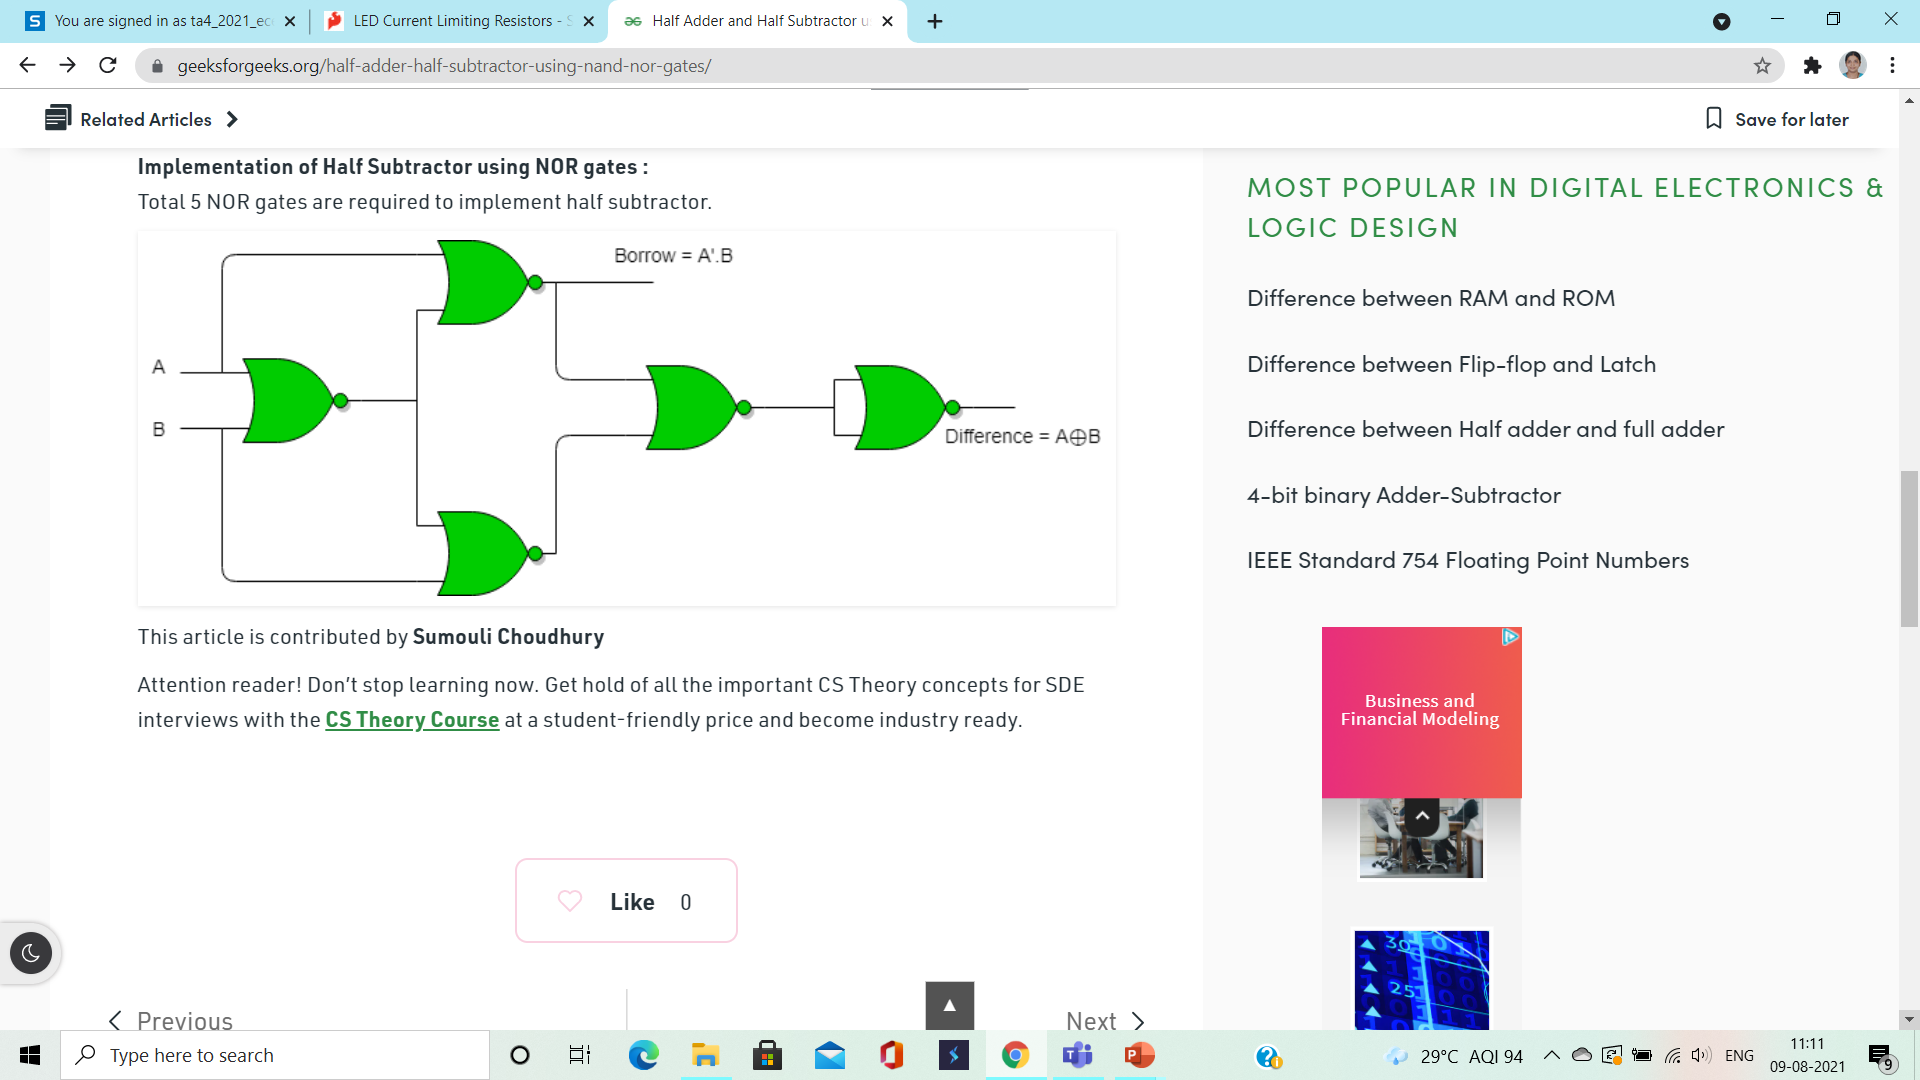 You are signed in as ta4_2021_ec
LED Current Limiting Resistors - S
Half Adder and Half Subtractor u
geeksforgeeks.org/half-adder-half-subtractor-using-nand-nor-gates/
Related Articles
Save for later
Implementation of Half Subtractor using NOR gates :
Total 5 NOR gates are required to implement half subtractor.
Borrow = A'.B
A
B
Difference = A⊕B
This article is contributed by Sumouli Choudhury
Attention reader! Don't stop learning now. Get hold of all the important CS Theory concepts for SDE
interviews with the CS Theory Course at a student-friendly price and become industry ready.
Like 0
Previous
Next
MOST POPULAR IN DIGITAL ELECTRONICS &
LOGIC DESIGN
Difference between RAM and ROM
Difference between Flip-flop and Latch
Difference between Half adder and full adder
4-bit binary Adder-Subtractor
IEEE Standard 754 Floating Point Numbers
Business and
Financial Modeling
Type here to search
29°C AQI 94
ENG
11:11
09-08-2021
9